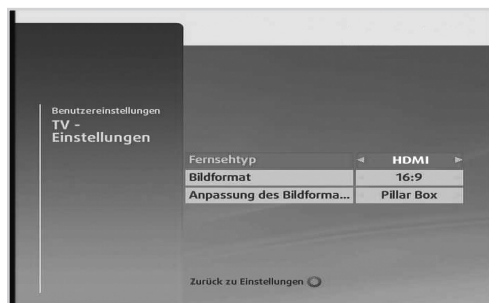 Benutzereinstellungen
TV -
Einstellungen
Fernsehtyp HDMI
Bildformat 16:9
Anpassung des Bildforma... Pillar Box
Zurück zu Einstellungen